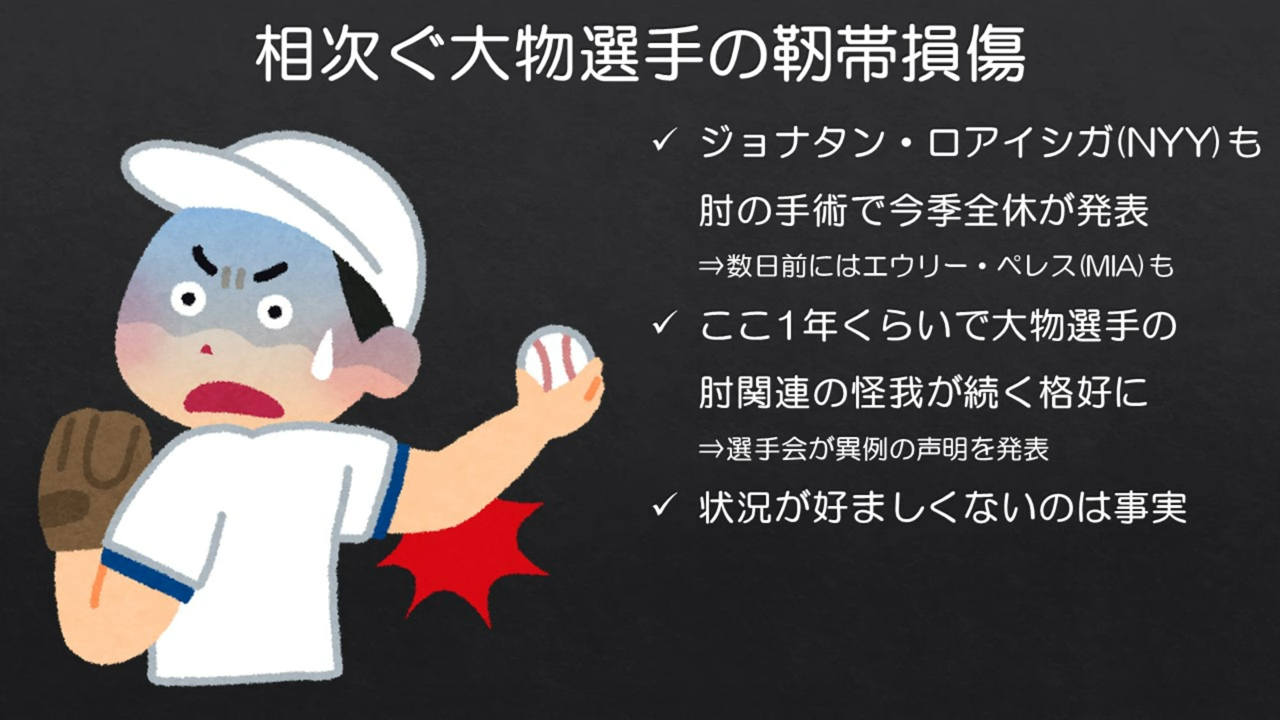 相次ぐ大物選手の靭帯損傷
✓ ジョナタン・ロアイシガ(NYY)も
肘の手術で今季全休が発表
⇒数日前にはエウリー・ペレス(MIA)も
✓ ここ1年くらいで大物選手の
肘関連の怪我が続く格好に
⇒選手会が異例の声明を発表
✓ 状況が好ましくないのは事実